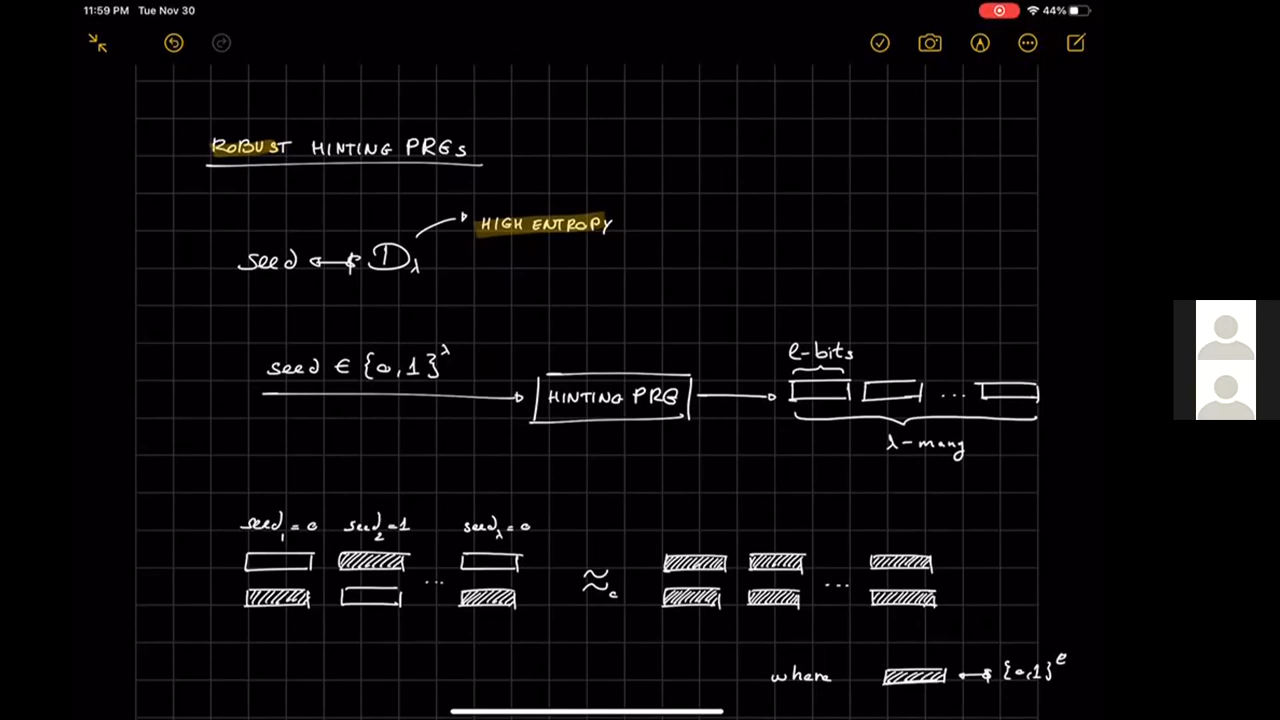 11:59 PM Tue Nov 30 44%
ROBUST HINTING PRGs
HIGH ENTROPY
seed ←$ D_λ
seed ∈ {0,1}^λ
HINTING PRG
ℓ-bits
...
λ-many
seed_1 = 0 seed_2 = 1 seed_λ = 0
... ≈_c ...
where ←$ {0,1}^ℓ